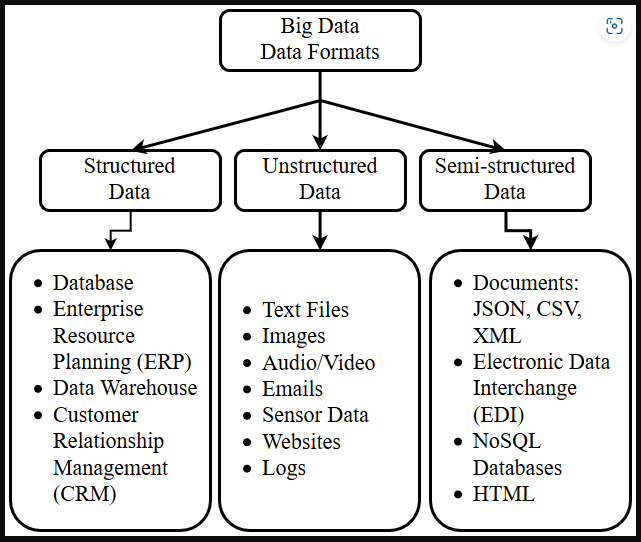 Big Data
Data Formats
Structured
Data
Unstructured
Data
Semi-structured
Data
• Database
• Enterprise
Resource
Planning (ERP)
• Data Warehouse
• Customer
Relationship
Management
(CRM)
• Text Files
• Images
• Audio/Video
• Emails
• Sensor Data
• Websites
• Logs
• Documents:
JSON, CSV,
XML
• Electronic Data
Interchange
(EDI)
• NoSQL
Databases
• HTML